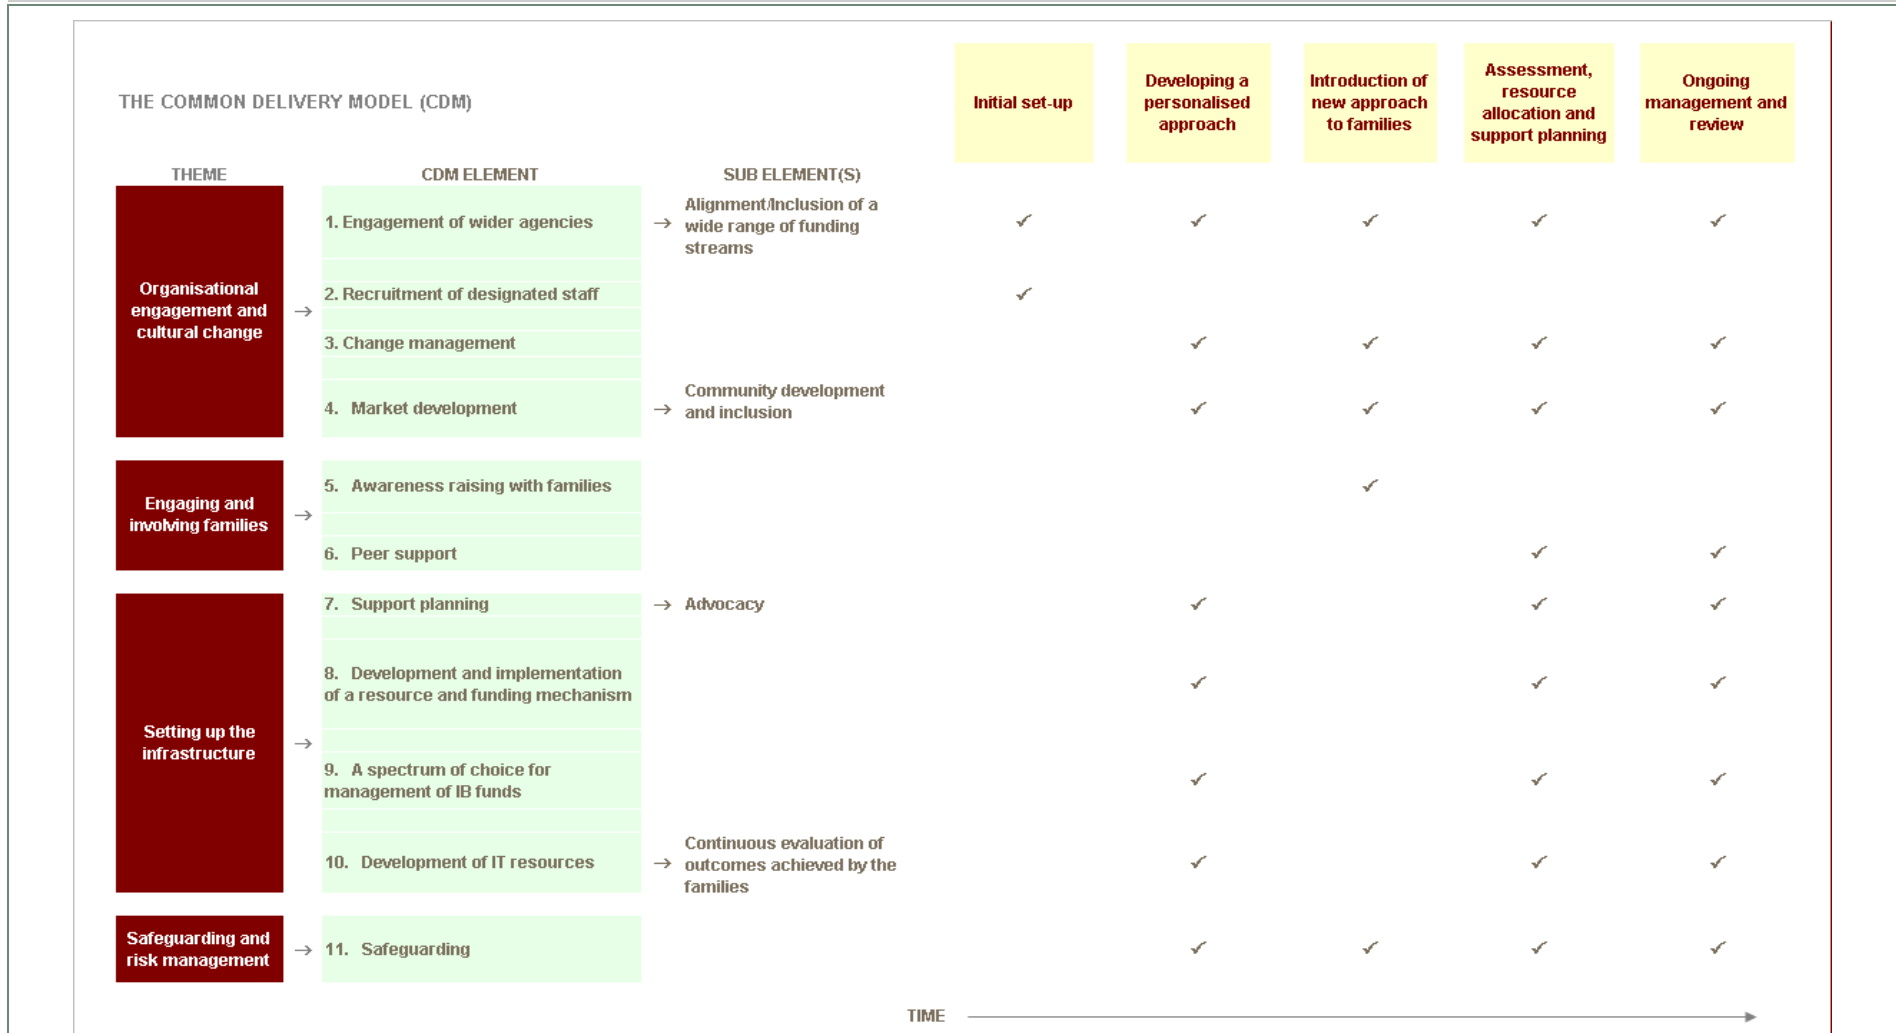 THE COMMON DELIVERY MODEL (CDM)
Initial set-up
Developing a
personalised
approach
Introduction of
new approach
to families
Assessment,
resource
allocation and
support planning
Ongoing
management and
review
THEME
CDM ELEMENT
SUB ELEMENT(S)
Organisational
engagement and
cultural change
→
1. Engagement of wider agencies
→
Alignment/Inclusion of a
wide range of funding
streams
✓ ✓ ✓ ✓ ✓
2. Recruitment of designated staff
✓
3. Change management
✓ ✓ ✓ ✓
4. Market development
→
Community development
and inclusion
✓ ✓ ✓ ✓
Engaging and
involving families
→
5. Awareness raising with families
✓
6. Peer support
✓ ✓
Setting up the
infrastructure
→
7. Support planning
→ Advocacy
✓ ✓ ✓
8. Development and implementation
of a resource and funding mechanism
✓ ✓ ✓
9. A spectrum of choice for
management of IB funds
✓ ✓ ✓
10. Development of IT resources
→
Continuous evaluation of
outcomes achieved by the
families
✓ ✓ ✓
Safeguarding and
risk management
→
11. Safeguarding
✓ ✓ ✓ ✓
TIME